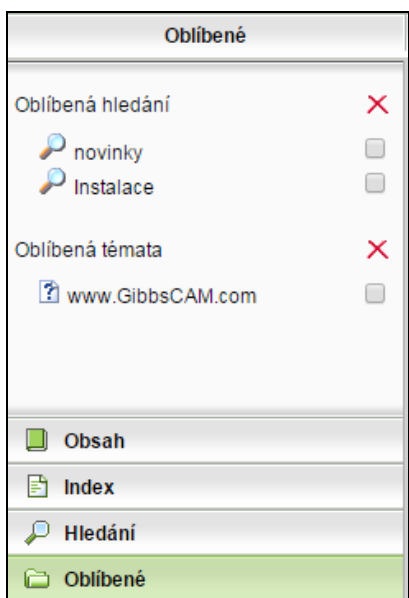 Oblíbené
Oblíbená hledání
novinky
Instalace
Oblíbená témata
www.GibbsCAM.com
Obsah
Index
Hledání
Oblíbené